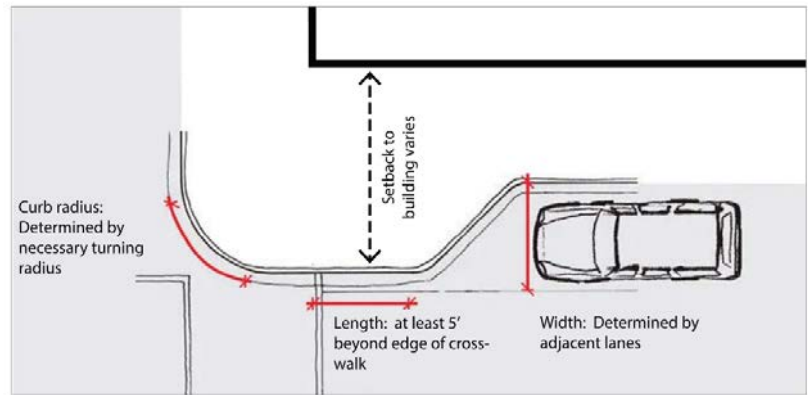 Setback to
building varies
Curb radius:
Determined by
necessary turning
radius
Length:  at least 5’
beyond edge of cross-
walk
Width:  Determined by
adjacent lanes